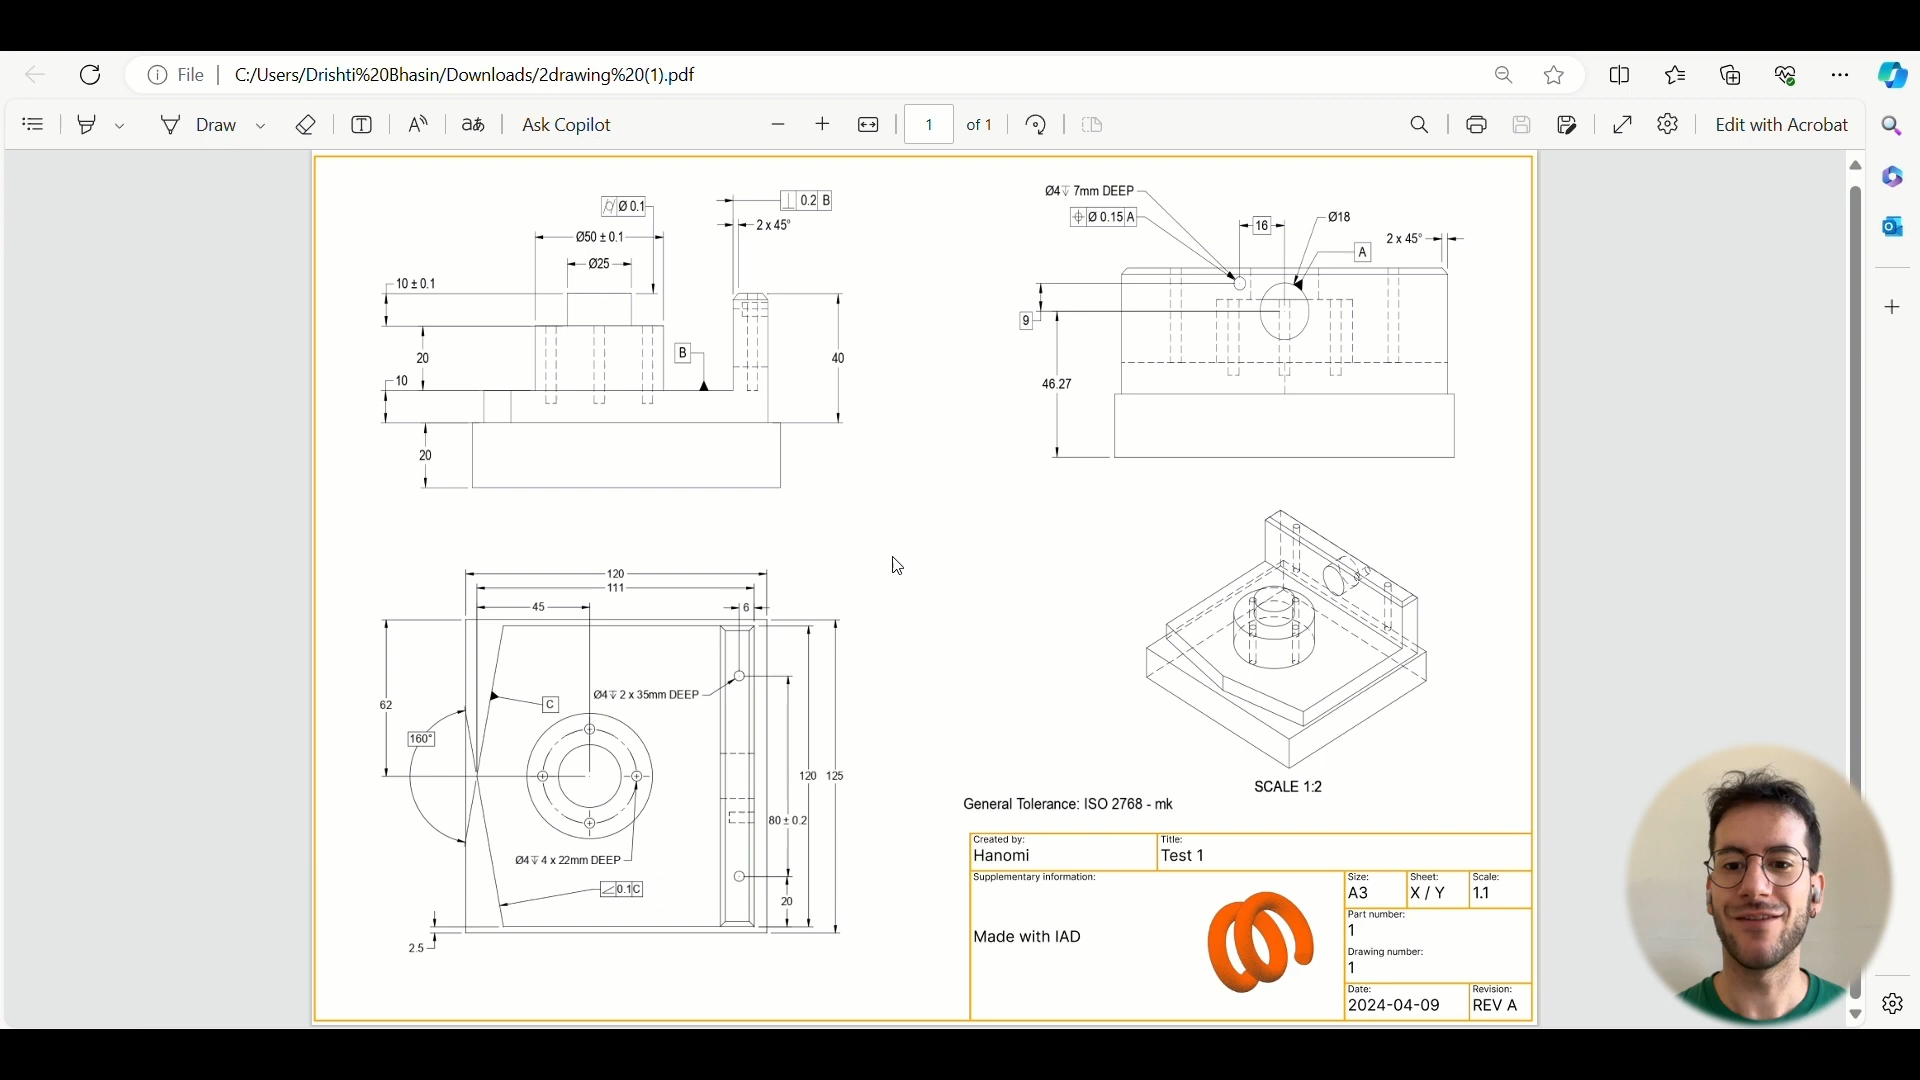 File | C:/Users/Drishti%20Bhasin/Downloads/2drawing%20(1).pdf
Draw
aあ
Ask Copilot
1 of 1
Edit with Acrobat
⌭ Ø 0.1
⟂ 0.2 B
2 x 45°
Ø50 ± 0.1
Ø25
10 ± 0.1
20
B
40
10
20
Ø4↧ 7mm DEEP
⌖ Ø 0.15 A
16
Ø18
2 x 45°
A
9
46.27
120
111
45
6
62
C
Ø4↧ 2 x 35mm DEEP
160°
120
125
80 ± 0.2
Ø4↧ 4 x 22mm DEEP
0.1 C
20
2.5
SCALE 1:2
General Tolerance: ISO 2768 - mk
Created by:
Hanomi
Title:
Test 1
Supplementary information:
Made with IAD
Size:
A3
Sheet:
X / Y
Scale:
1:1
Part number:
1
Drawing number:
1
Date:
2024-04-09
Revision:
REV A